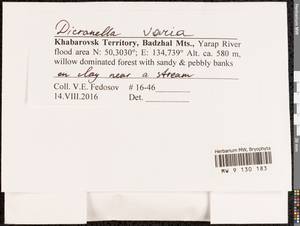 Dicranella varia
Khabarovsk Territory, Badzhal Mts., Yarap River
flood area N: 50,3030°; E: 134,739° Alt. ca. 580 m,
willow dominated forest with sandy & pebbly banks
on clay near a stream
Coll. V.E. Fedosov # 16-46
14.VIII.2016 Det.
Herbarium MW, Bryophyta
MW 9 130 183